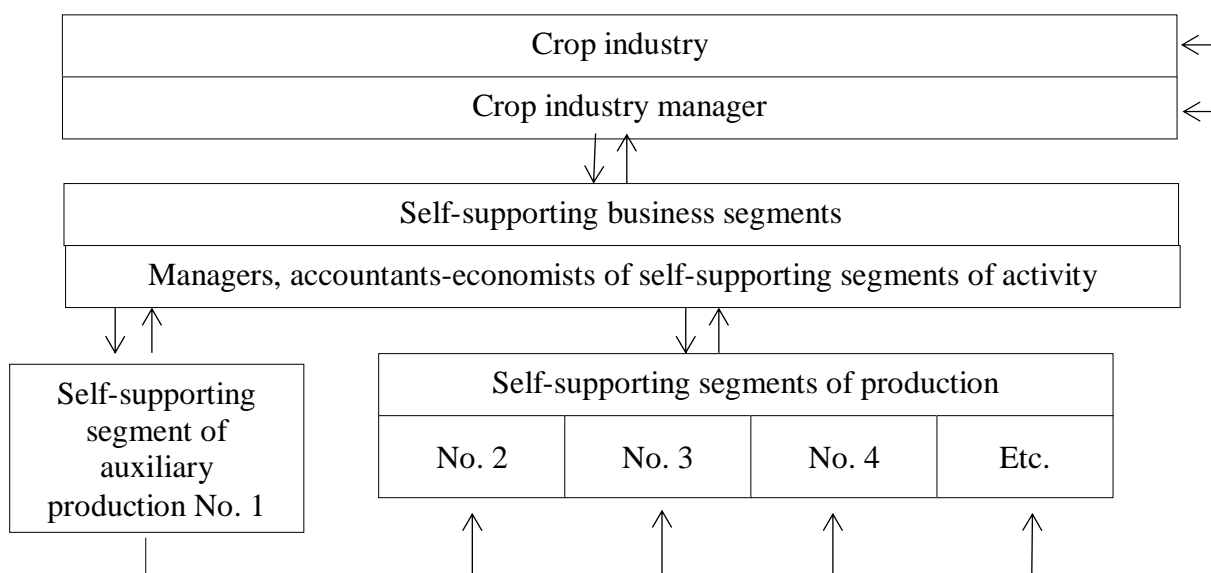 Crop industry
Crop industry manager
Self-supporting business segments
Managers, accountants-economists of self-supporting segments of activity
Self-supporting
segment of
auxiliary
production No. 1
Self-supporting segments of production
No. 2
No. 3
No. 4
Etc.